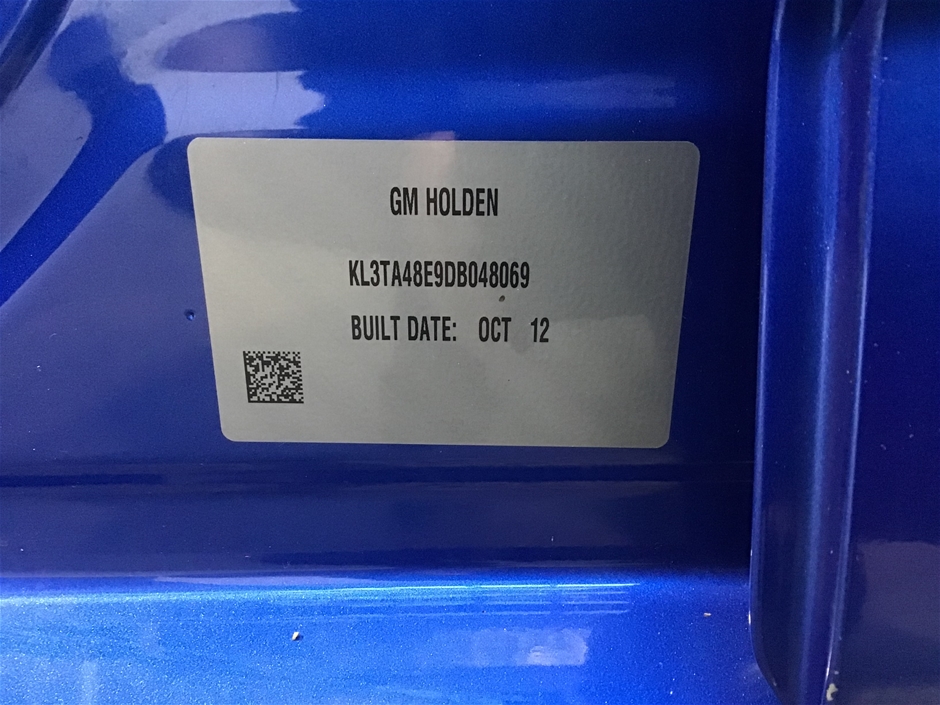 GM HOLDEN
KL3TA48E9DB048069
BUILT DATE: OCT 12